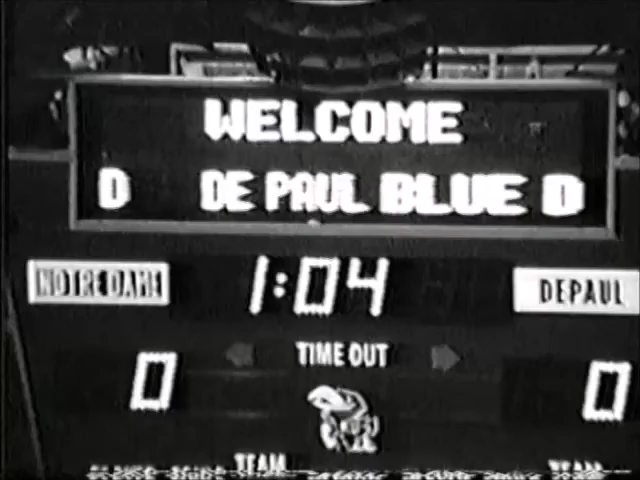 WELCOME
D DE PAUL BLUE D
NOTRE DAME 1:04 DEPAUL
TIME OUT
0 0
TEAM TEAM